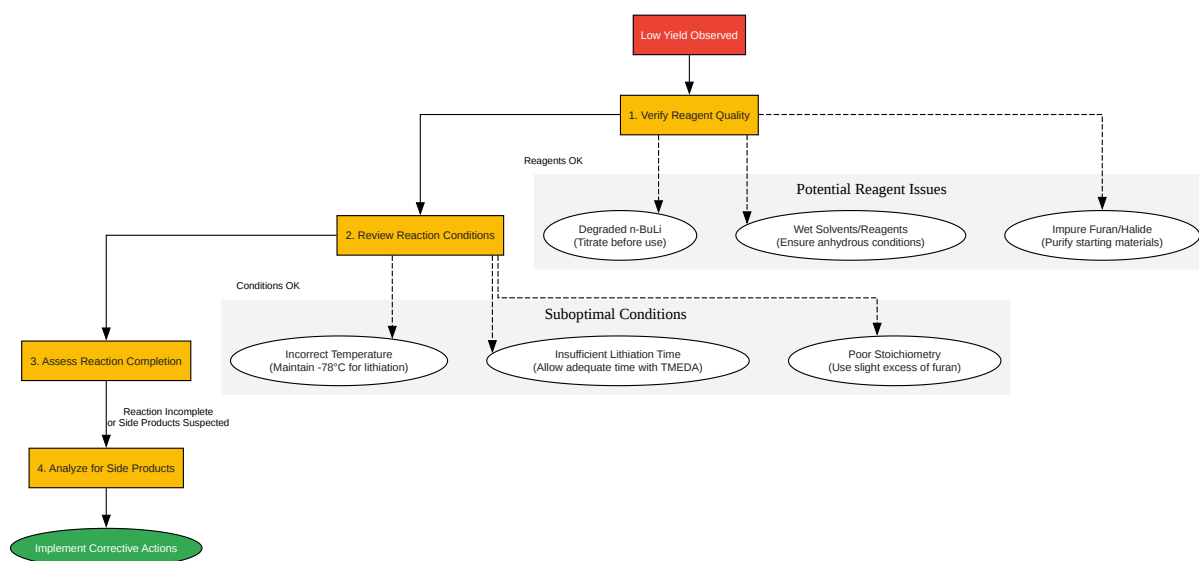 Low Yield Observed
1. Verify Reagent Quality
Reagents OK
Potential Reagent Issues
Degraded n-BuLi
(Titrate before use)
Wet Solvents/Reagents
(Ensure anhydrous conditions)
Impure Furan/Halide
(Purify starting materials)
2. Review Reaction Conditions
Conditions OK
Suboptimal Conditions
Incorrect Temperature
(Maintain -78°C for lithiation)
Insufficient Lithiation Time
(Allow adequate time with TMEDA)
Poor Stoichiometry
(Use slight excess of furan)
3. Assess Reaction Completion
Reaction Incomplete
or Side Products Suspected
4. Analyze for Side Products
Implement Corrective Actions